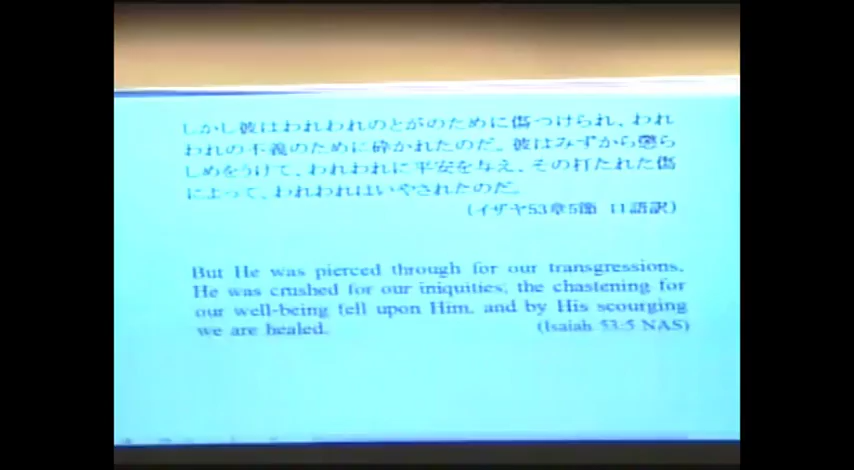 しかし彼はわれわれのとがのために傷つけられ、われ
われの不義のために砕かれたのだ。彼はみずから懲ら
しめをうけて、われわれに平安を与え、その打たれた傷
によって、われわれはいやされたのだ。
(イザヤ53章5節 口語訳)
But He was pierced through for our transgressions,
He was crushed for our iniquities; the chastening for
our well-being fell upon Him, and by His scourging
we are healed. (Isaiah 53:5 NAS)